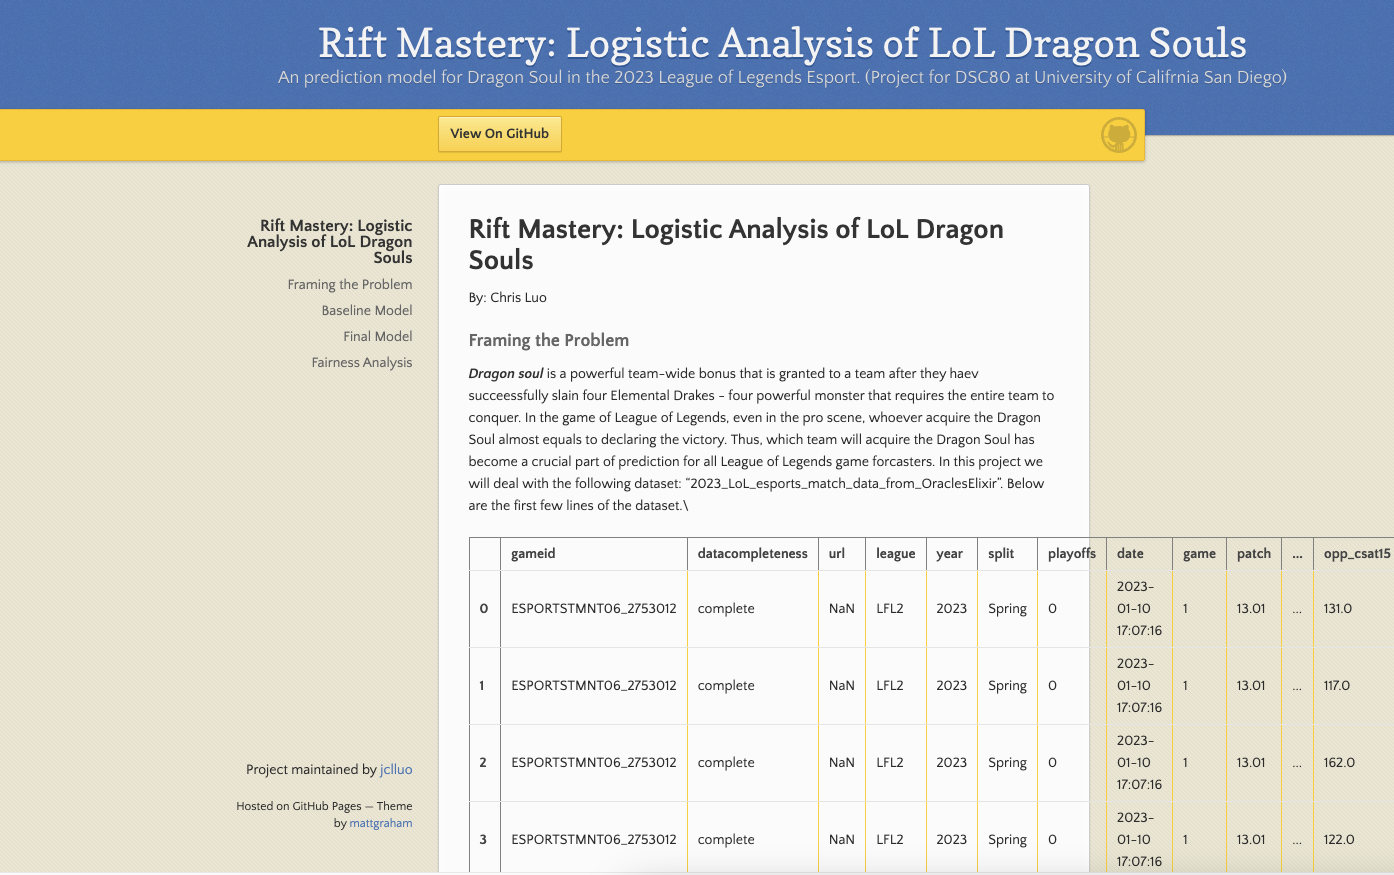 Rift Mastery: Logistic Analysis of LoL Dragon Souls
An prediction model for Dragon Soul in the 2023 League of Legends Esport. (Project for DSC80 at University of Califrnia San Diego)
View On GitHub
Rift Mastery: Logistic
Analysis of LoL Dragon
Souls
Framing the Problem
Baseline Model
Final Model
Fairness Analysis
Project maintained by jclluo
Hosted on GitHub Pages — Theme
by mattgraham
Rift Mastery: Logistic Analysis of LoL Dragon
Souls
By: Chris Luo
Framing the Problem
Dragon soul is a powerful team-wide bonus that is granted to a team after they haev
succeessfully slain four Elemental Drakes - four powerful monster that requires the entire team to
conquer. In the game of League of Legends, even in the pro scene, whoever acquire the Dragon
Soul almost equals to declaring the victory. Thus, which team will acquire the Dragon Soul has
become a crucial part of prediction for all League of Legends game forcasters. In this project we
will deal with the following dataset: “2023_LoL_esports_match_data_from_OraclesElixir”. Below
are the first few lines of the dataset.\
gameid datacompleteness url league year split playoffs date game patch ... opp_csat15
0 ESPORTSTMNT06_2753012 complete NaN LFL2 2023 Spring 0 2023-01-10 17:07:16 1 13.01 ... 131.0
1 ESPORTSTMNT06_2753012 complete NaN LFL2 2023 Spring 0 2023-01-10 17:07:16 1 13.01 ... 117.0
2 ESPORTSTMNT06_2753012 complete NaN LFL2 2023 Spring 0 2023-01-10 17:07:16 1 13.01 ... 162.0
3 ESPORTSTMNT06_2753012 complete NaN LFL2 2023 Spring 0 2023-01-10 17:07:16 1 13.01 ... 122.0